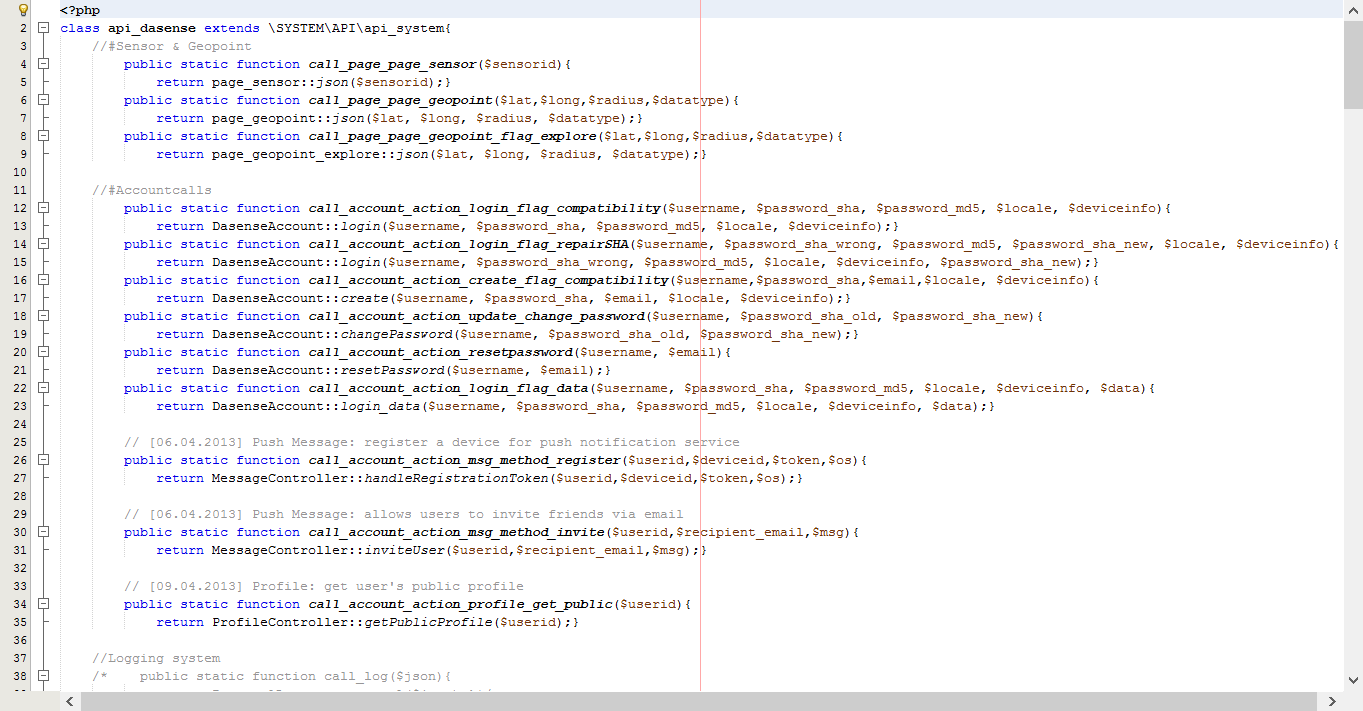 <?php
2 class api_dasense extends \SYSTEM\API\api_system{
3 //#Sensor & Geopoint
4 public static function call_page_page_sensor($sensorid){
5 return page_sensor::json($sensorid);}
6 public static function call_page_page_geopoint($lat,$long,$radius,$datatype){
7 return page_geopoint::json($lat, $long, $radius, $datatype);}
8 public static function call_page_page_geopoint_flag_explore($lat,$long,$radius,$datatype){
9 return page_geopoint_explore::json($lat, $long, $radius, $datatype);}
10
11 //#Accountcalls
12 public static function call_account_action_login_flag_compatibility($username, $password_sha, $password_md5, $locale, $deviceinfo){
13 return DasenseAccount::login($username, $password_sha, $password_md5, $locale, $deviceinfo);}
14 public static function call_account_action_login_flag_repairSHA($username, $password_sha_wrong, $password_md5, $password_sha_new, $locale, $deviceinfo){
15 return DasenseAccount::login($username, $password_sha_wrong, $password_md5, $locale, $deviceinfo, $password_sha_new);}
16 public static function call_account_action_create_flag_compatibility($username,$password_sha,$email,$locale, $deviceinfo){
17 return DasenseAccount::create($username, $password_sha, $email, $locale, $deviceinfo);}
18 public static function call_account_action_update_change_password($username, $password_sha_old, $password_sha_new){
19 return DasenseAccount::changePassword($username, $password_sha_old, $password_sha_new);}
20 public static function call_account_action_resetpassword($username, $email){
21 return DasenseAccount::resetPassword($username, $email);}
22 public static function call_account_action_login_flag_data($username, $password_sha, $password_md5, $locale, $deviceinfo, $data){
23 return DasenseAccount::login_data($username, $password_sha, $password_md5, $locale, $deviceinfo, $data);}
24
25 // [06.04.2013] Push Message: register a device for push notification service
26 public static function call_account_action_msg_method_register($userid,$deviceid,$token,$os){
27 return MessageController::handleRegistrationToken($userid,$deviceid,$token,$os);}
28
29 // [06.04.2013] Push Message: allows users to invite friends via email
30 public static function call_account_action_msg_method_invite($userid,$recipient_email,$msg){
31 return MessageController::inviteUser($userid,$recipient_email,$msg);}
32
33 // [09.04.2013] Profile: get user's public profile
34 public static function call_account_action_profile_get_public($userid){
35 return ProfileController::getPublicProfile($userid);}
36
37 //Logging system
38 /* public static function call_log($json){